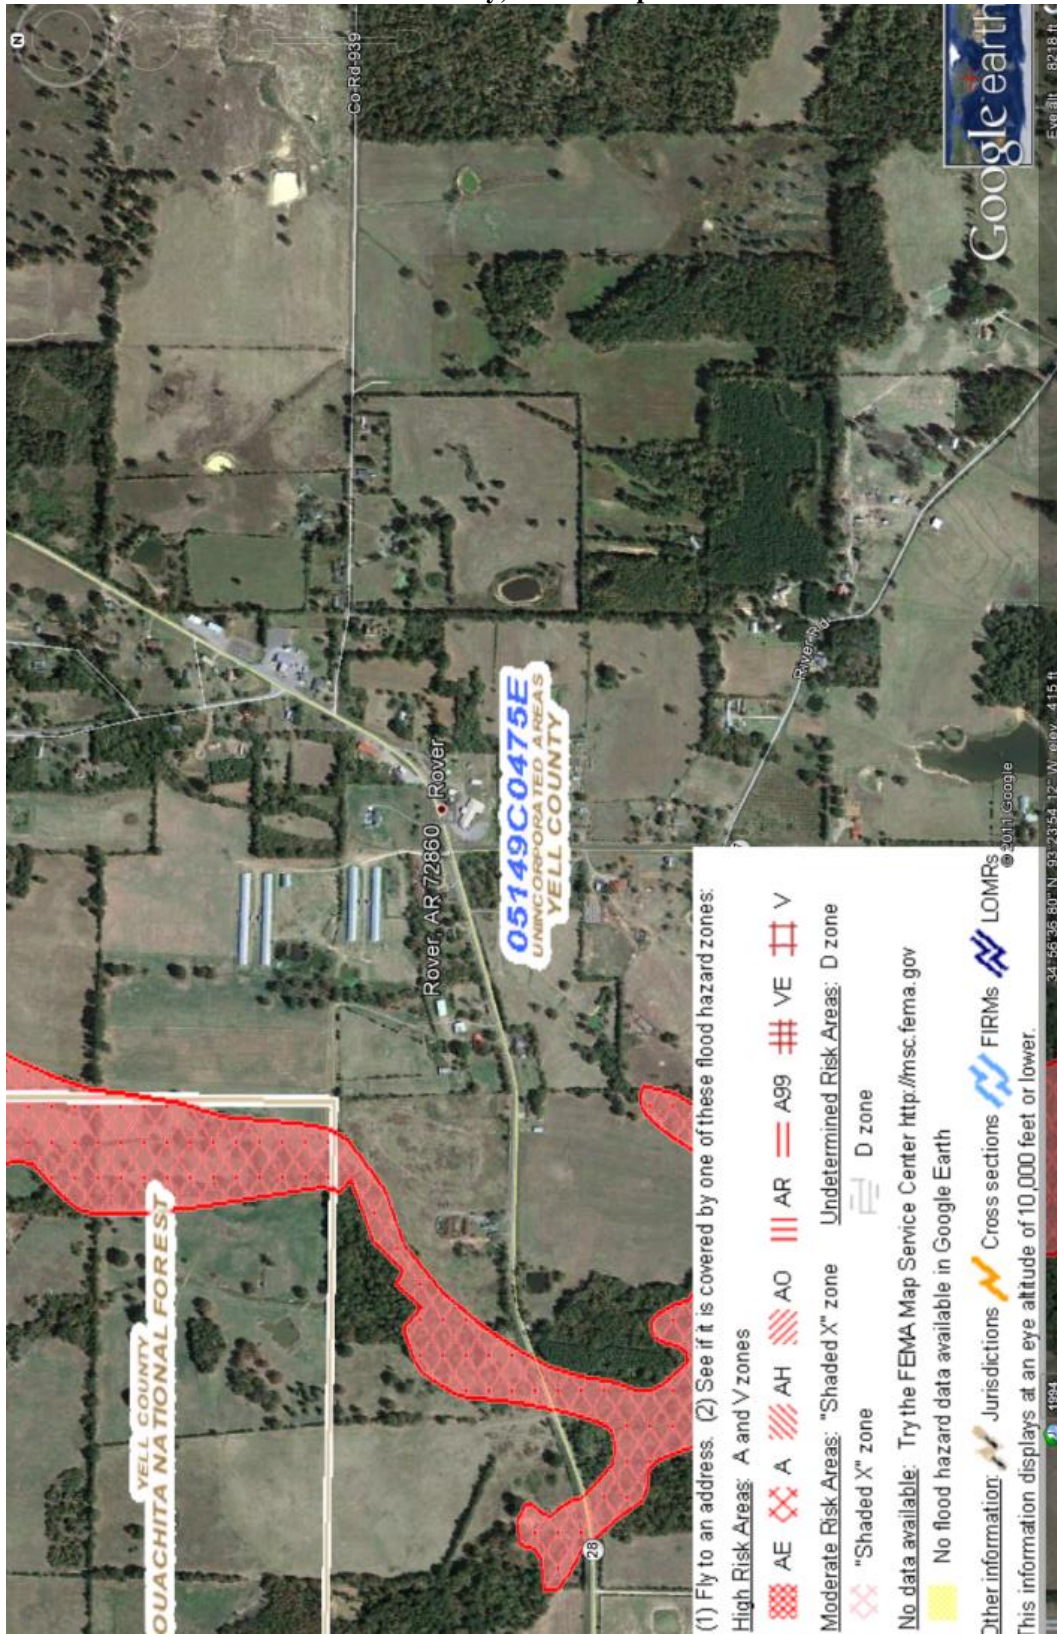 N
Co Rd 939
Google earth
Eye alt 8218 ft
Rover, AR 72860
Rover
05149C0475E
UNINCORPORATED AREAS
YELL COUNTY
River Rd.
YELL COUNTY
OUACHITA NATIONAL FOREST
28
©2011 Google
1994
(1) Fly to an address. (2) See if it is covered by one of these flood hazard zones:
High Risk Areas: A and V zones
AE A AH AO AR A99 VE V
Moderate Risk Areas: "Shaded X" zone Undetermined Risk Areas: D zone
"Shaded X" zone D zone
No data available: Try the FEMA Map Service Center http://msc.fema.gov
No flood hazard data available in Google Earth
Other information: Jurisdictions Cross sections FIRMs LOMRs
This information displays at an eye altitude of 10,000 feet or lower.